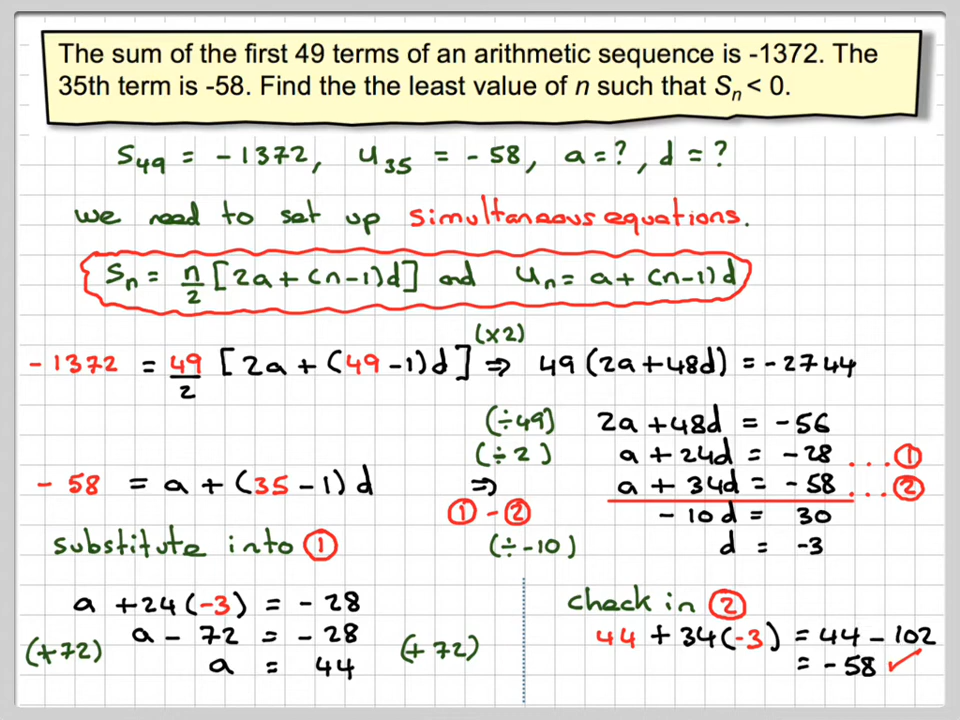 The sum of the first 49 terms of an arithmetic sequence is -1372. The
35th term is -58. Find the the least value of n such that Sₙ < 0.
S₄₉ = -1372, u₃₅ = -58, a = ?, d = ?
we need to set up simultaneous equations.
Sₙ = n/2 [2a + (n-1)d] and uₙ = a + (n-1)d
(×2)
-1372 = 49/2 [2a + (49-1)d] ⇒ 49(2a+48d) = -2744
(÷49) 2a + 48d = -56
(÷2) a + 24d = -28 ...①
-58 = a + (35-1)d ⇒ a + 34d = -58 ...②
①-② -10d = 30
substitute into ① (÷-10) d = -3
a + 24(-3) = -28
(+72) a - 72 = -28 (+72)
a = 44
check in ②
44 + 34(-3) = 44 - 102
= -58 ✓